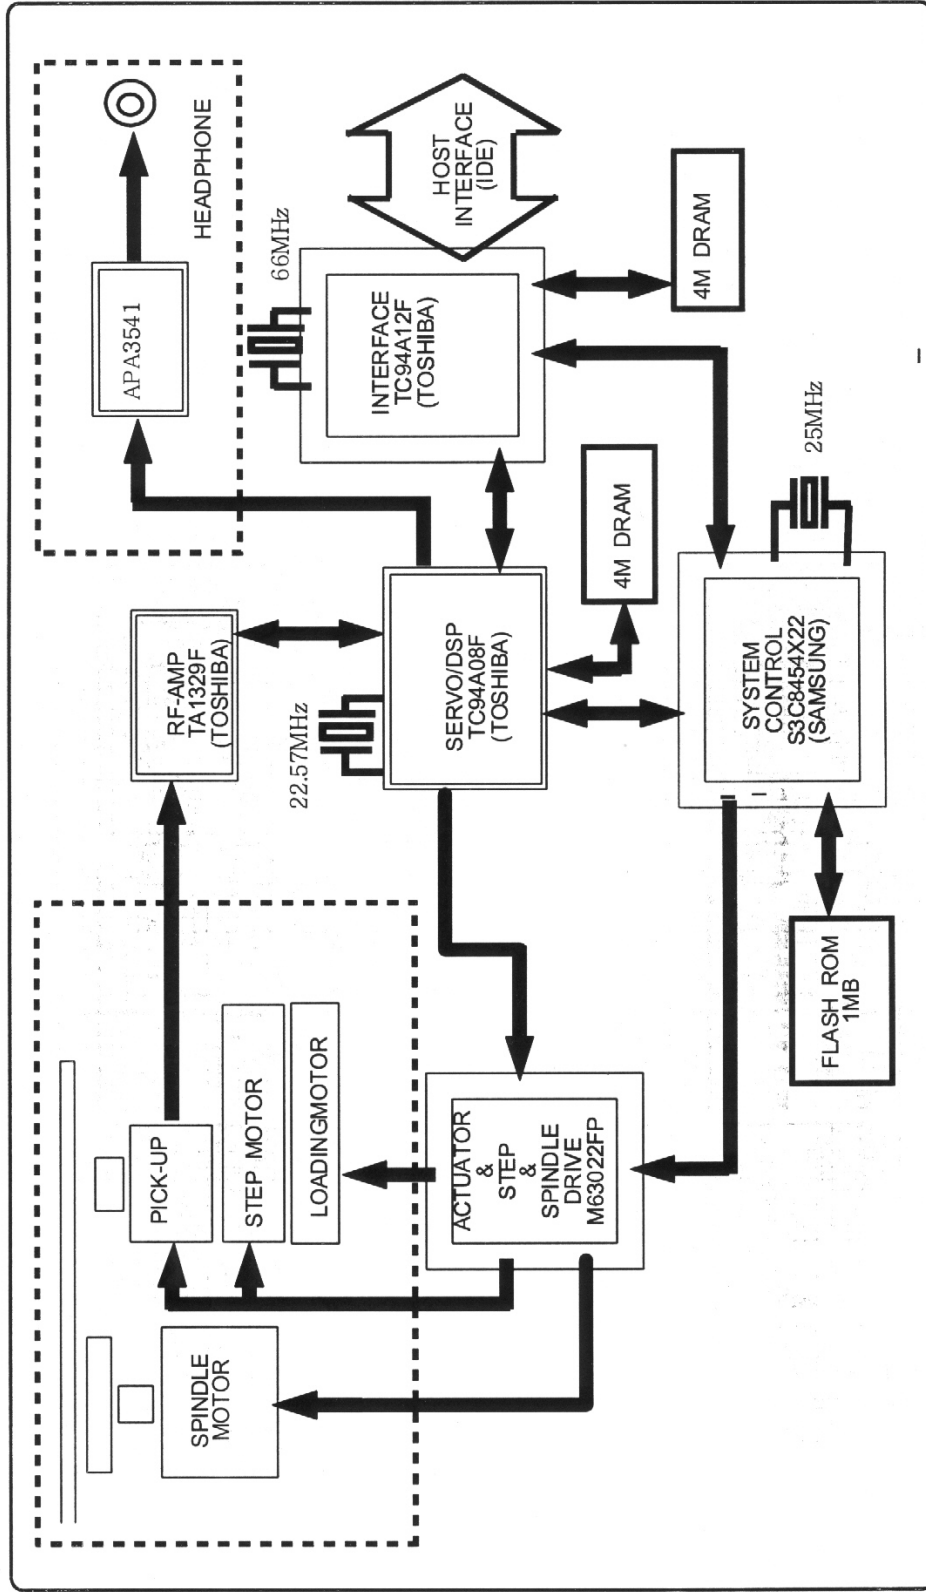 SPINDLE
MOTOR
PICK-UP
STEP MOTOR
LOADINGMOTOR
RF-AMP
TA1329F
(TOSHIBA)
APA3541
HEADPHONE
22.57MHz
66MHz
ACTUATOR
&
STEP
&
SPINDLE
DRIVE
M63022FP
SERVO/DSP
TC94A08F
(TOSHIBA)
INTERFACE
TC94A12F
(TOSHIBA)
HOST
INTERFACE
(IDE)
4M DRAM
4M DRAM
FLASH ROM
1MB
SYSTEM
CONTROL
S3C8454X22
(SAMSUNG)
25MHz